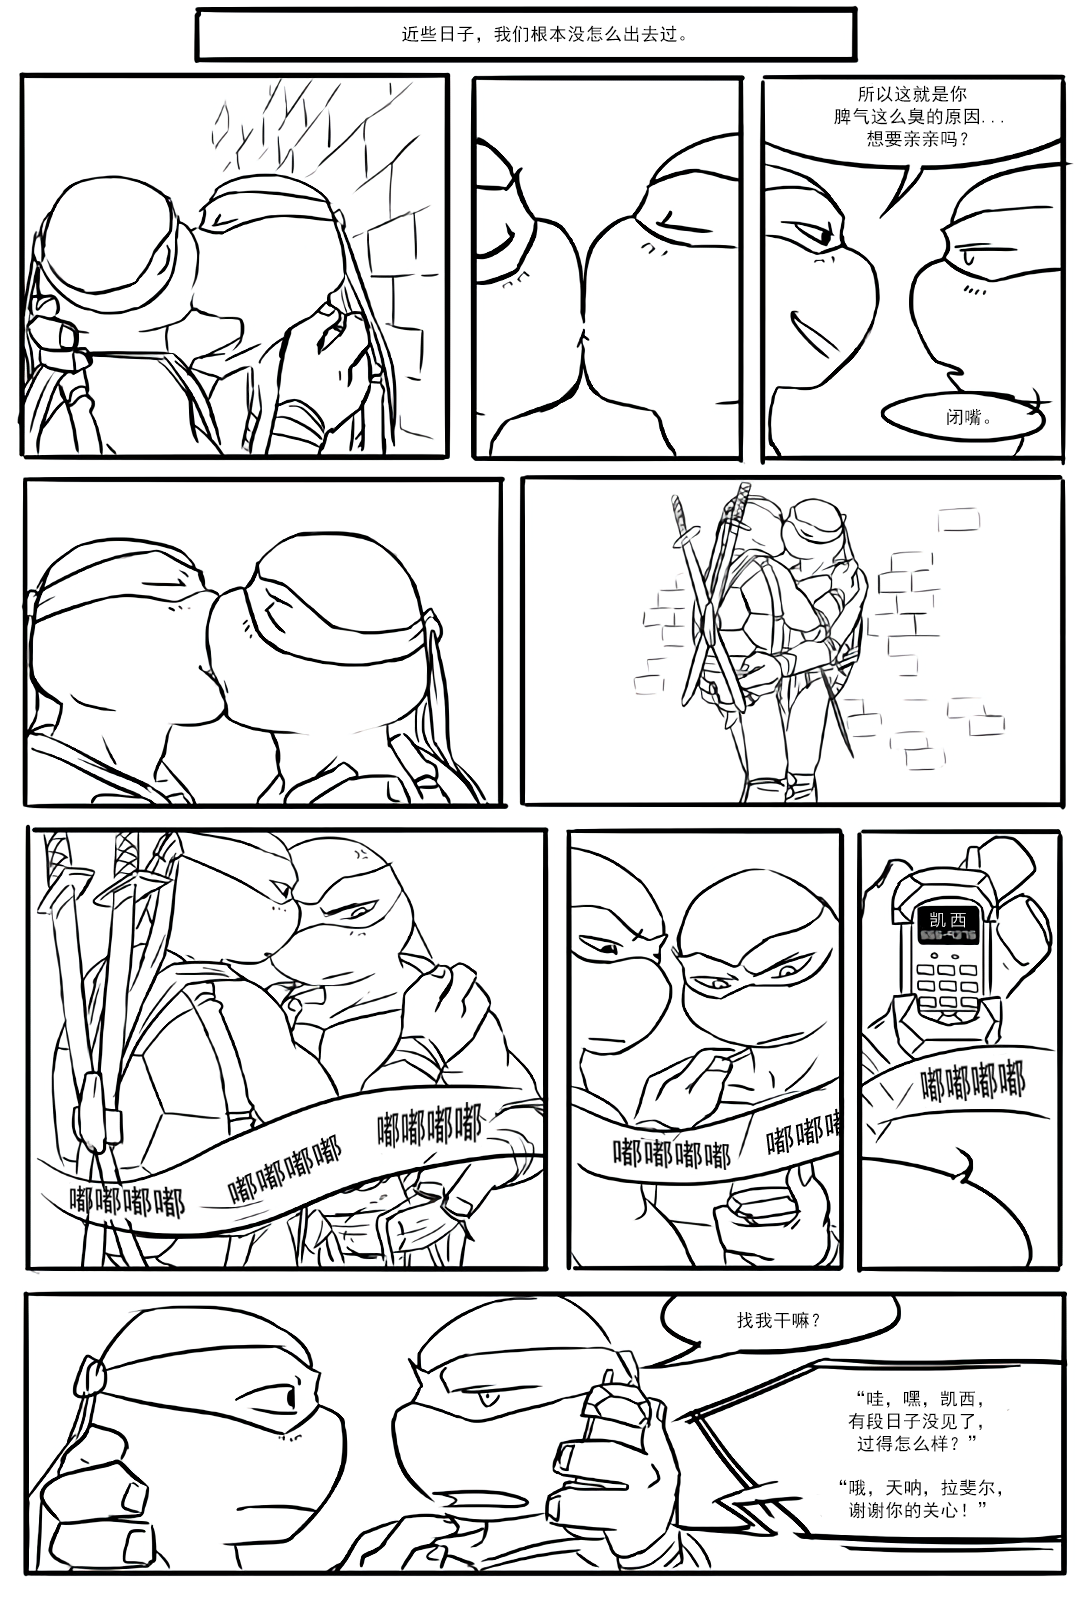 近些日子，我们根本没怎么出去过。
所以这就是你
脾气这么臭的原因...
想要亲亲吗？
闭嘴。
嘟嘟嘟嘟
嘟嘟嘟嘟
嘟嘟嘟嘟
嘟嘟嘟嘟
嘟嘟嘟
凯西
嘟嘟嘟嘟
找我干嘛？
“哇，嘿，凯西，
有段日子没见了，
过得怎么样？”
“哦，天呐，拉斐尔，
谢谢你的关心！”